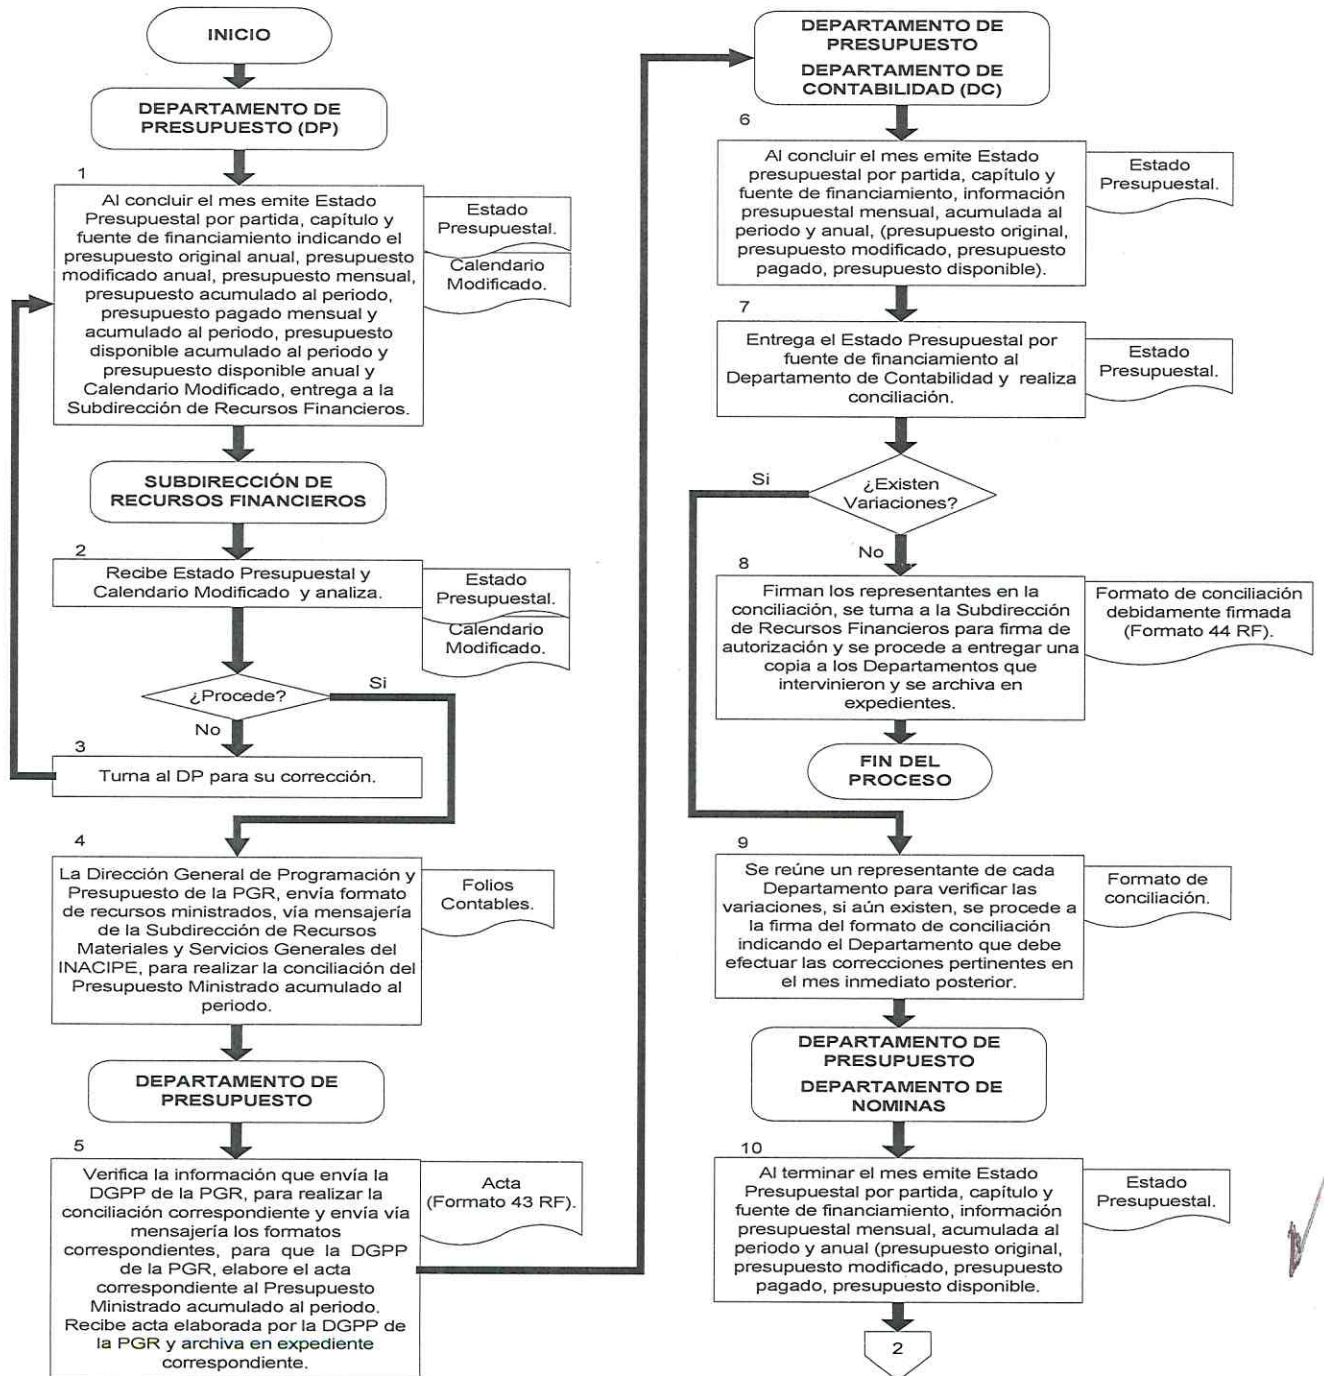 INICIO
DEPARTAMENTO DE
PRESUPUESTO (DP)
1
Al concluir el mes emite Estado
Presupuestal por partida, capítulo y
fuente de financiamiento indicando el
presupuesto original anual, presupuesto
modificado anual, presupuesto mensual,
presupuesto acumulado al periodo,
presupuesto pagado mensual y
acumulado al periodo, presupuesto
disponible acumulado al periodo y
presupuesto disponible anual y
Calendario Modificado, entrega a la
Subdirección de Recursos Financieros.
Estado
Presupuestal.
Calendario
Modificado.
SUBDIRECCIÓN DE
RECURSOS FINANCIEROS
2
Recibe Estado Presupuestal y
Calendario Modificado y analiza.
Estado
Presupuestal.
Calendario
Modificado.
¿Procede?
Si
No
3
Turna al DP para su corrección.
4
La Dirección General de Programación y
Presupuesto de la PGR, envía formato
de recursos ministrados, vía mensajería
de la Subdirección de Recursos
Materiales y Servicios Generales del
INACIPE, para realizar la conciliación del
Presupuesto Ministrado acumulado al
periodo.
Folios
Contables.
DEPARTAMENTO DE
PRESUPUESTO
5
Verifica la información que envía la
DGPP de la PGR, para realizar la
conciliación correspondiente y envía vía
mensajería los formatos
correspondientes, para que la DGPP
de la PGR, elabore el acta
correspondiente al Presupuesto
Ministrado acumulado al periodo.
Recibe acta elaborada por la DGPP de
la PGR y archiva en expediente
correspondiente.
Acta
(Formato 43 RF).
DEPARTAMENTO DE
PRESUPUESTO
DEPARTAMENTO DE
CONTABILIDAD (DC)
6
Al concluir el mes emite Estado
presupuestal por partida, capítulo y
fuente de financiamiento, información
presupuestal mensual, acumulada al
periodo y anual, (presupuesto original,
presupuesto modificado, presupuesto
pagado, presupuesto disponible).
Estado
Presupuestal.
7
Entrega el Estado Presupuestal por
fuente de financiamiento al
Departamento de Contabilidad y realiza
conciliación.
Estado
Presupuestal.
Si
¿Existen
Variaciones?
No
8
Firman los representantes en la
conciliación, se turna a la Subdirección
de Recursos Financieros para firma de
autorización y se procede a entregar una
copia a los Departamentos que
intervinieron y se archiva en
expedientes.
Formato de conciliación
debidamente firmada
(Formato 44 RF).
FIN DEL
PROCESO
9
Se reúne un representante de cada
Departamento para verificar las
variaciones, si aún existen, se procede a
la firma del formato de conciliación
indicando el Departamento que debe
efectuar las correcciones pertinentes en
el mes inmediato posterior.
Formato de
conciliación.
DEPARTAMENTO DE
PRESUPUESTO
DEPARTAMENTO DE
NOMINAS
10
Al terminar el mes emite Estado
Presupuestal por partida, capítulo y
fuente de financiamiento, información
presupuestal mensual, acumulada al
periodo y anual (presupuesto original,
presupuesto modificado, presupuesto
pagado, presupuesto disponible.
Estado
Presupuestal.
2